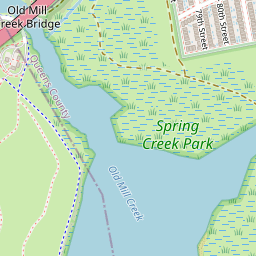 Old Mill
Creek Bridge
79th Street
80th Street
Queens County
Spring
Creek Park
Old Mill Creek